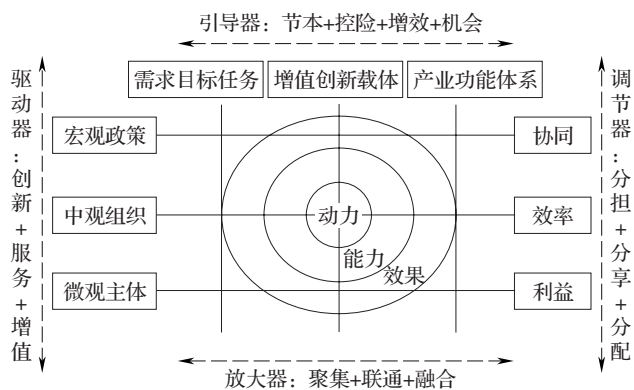 引导器：节本+控险+增效+机会
需求目标任务
增值创新载体
产业功能体系
驱动器：创新+服务+增值
宏观政策
中观组织
微观主体
动力
能力
效果
协同
效率
利益
调节器：分担+分享+分配
放大器：聚集+联通+融合